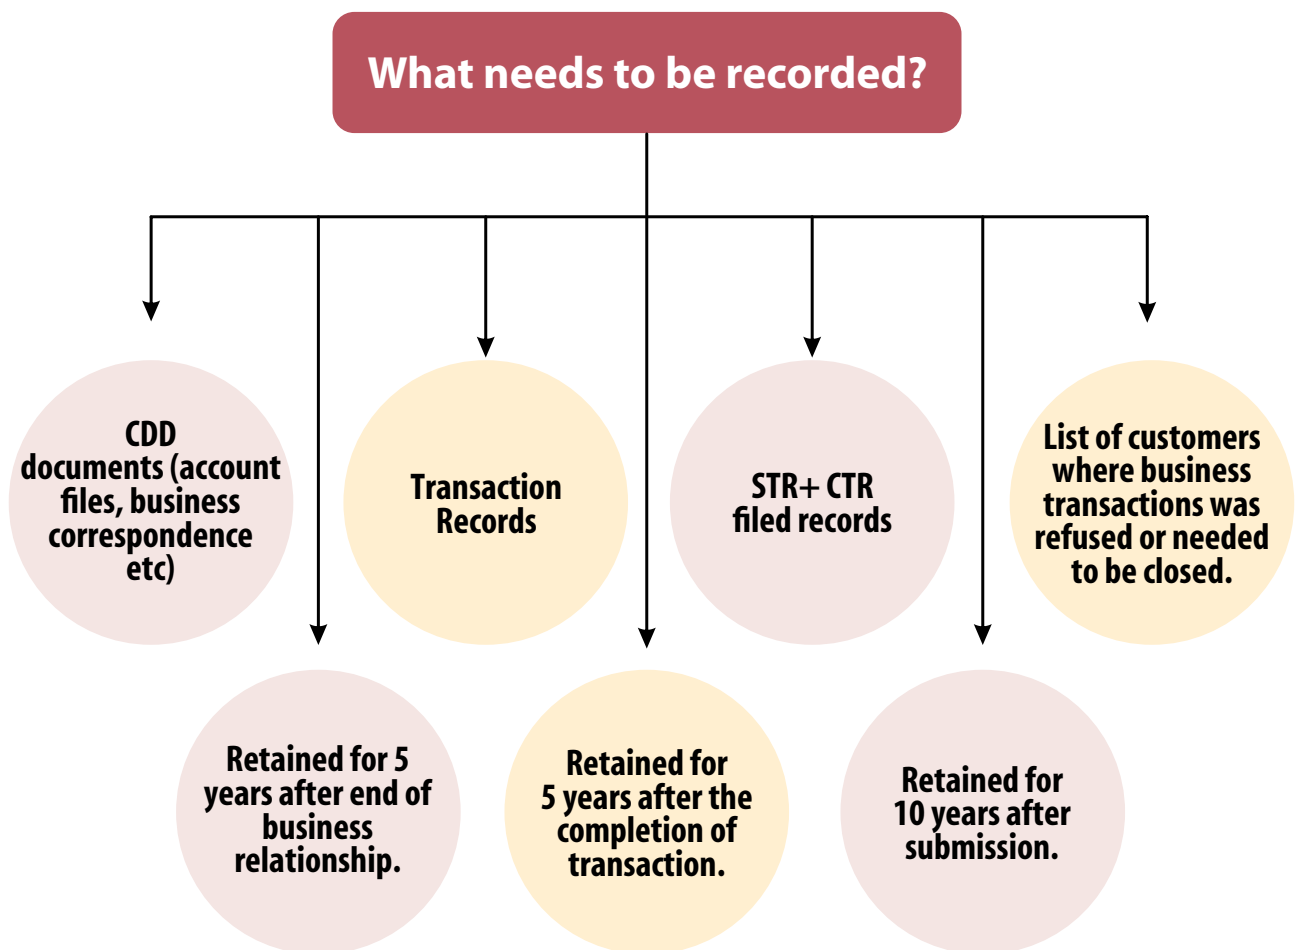 What needs to be recorded?
CDD
documents (account
files, business
correspondence
etc)
Transaction
Records
STR+ CTR
filed records
List of customers
where business
transactions was
refused or needed
to be closed.
Retained for 5
years after end of
business
relationship.
Retained for
5 years after the
completion of
transaction.
Retained for
10 years after
submission.